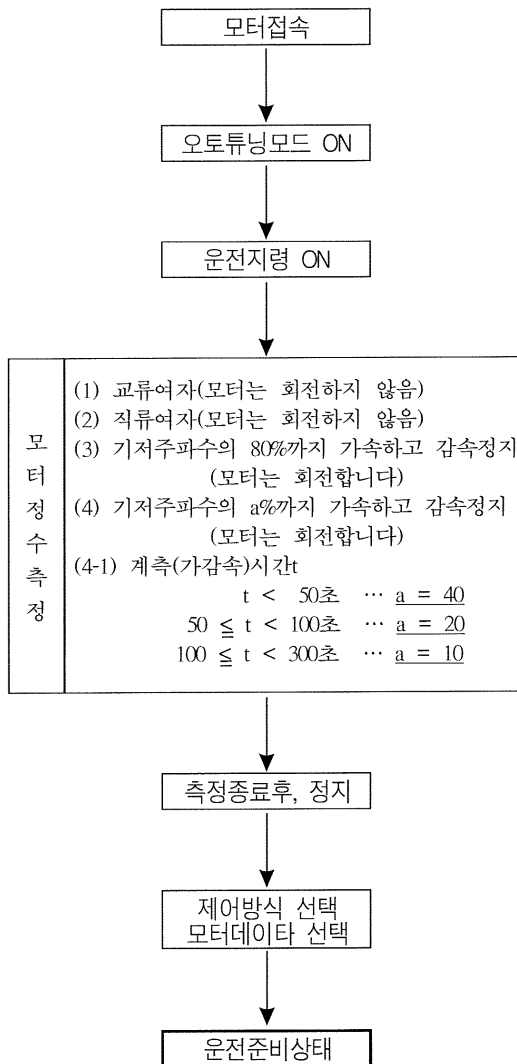 모터접속
오토튜닝모드 ON
운전지령 ON
모터정수측정
(1) 교류여자(모터는 회전하지 않음)
(2) 직류여자(모터는 회전하지 않음)
(3) 기저주파수의 80%까지 가속하고 감속정지
(모터는 회전합니다)
(4) 기저주파수의 a%까지 가속하고 감속정지
(모터는 회전합니다)
(4-1) 계측(가감속)시간t
t < 50초 … a = 40
50 ≦ t < 100초 … a = 20
100 ≦ t < 300초 … a = 10
측정종료후, 정지
제어방식 선택
모터데이타 선택
운전준비상태